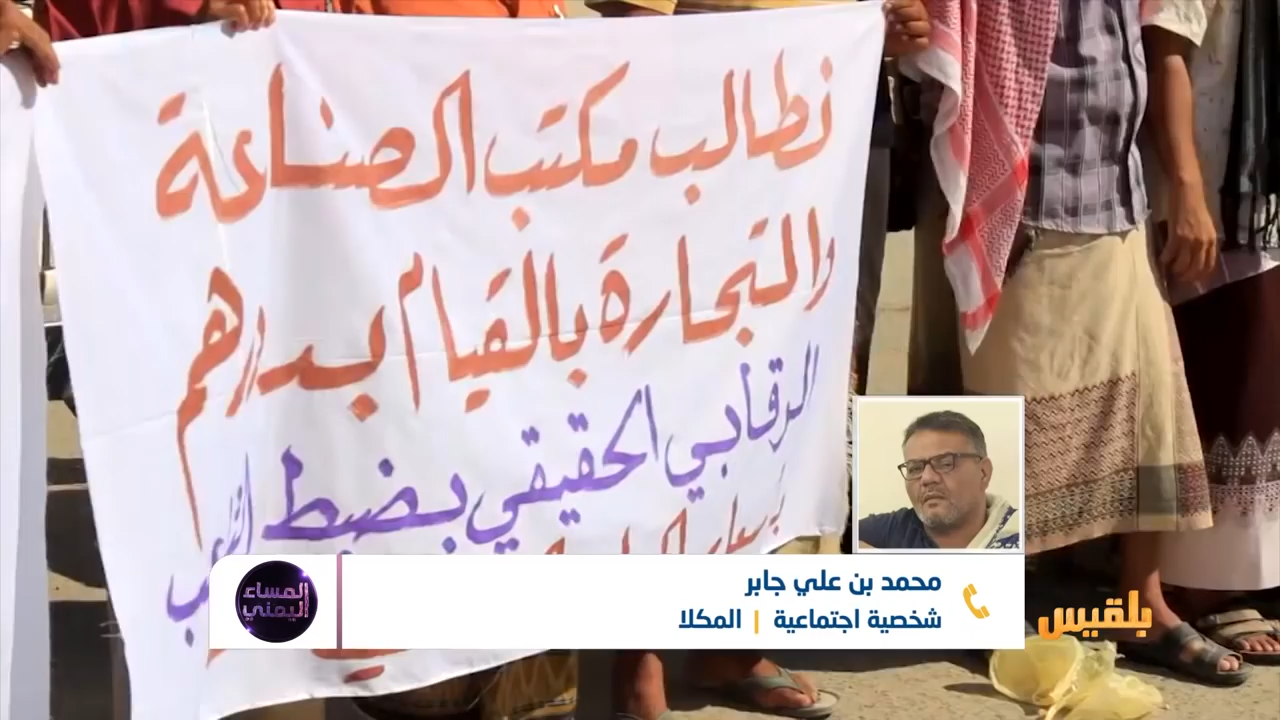 نطالب مكتب الصناعة
والتجارة بالقيام بدورهم
الرقابي الحقيقي بضبط
محمد بن علي جابر
شخصية اجتماعية | المكلا
المساء
اليمني
بلقيس